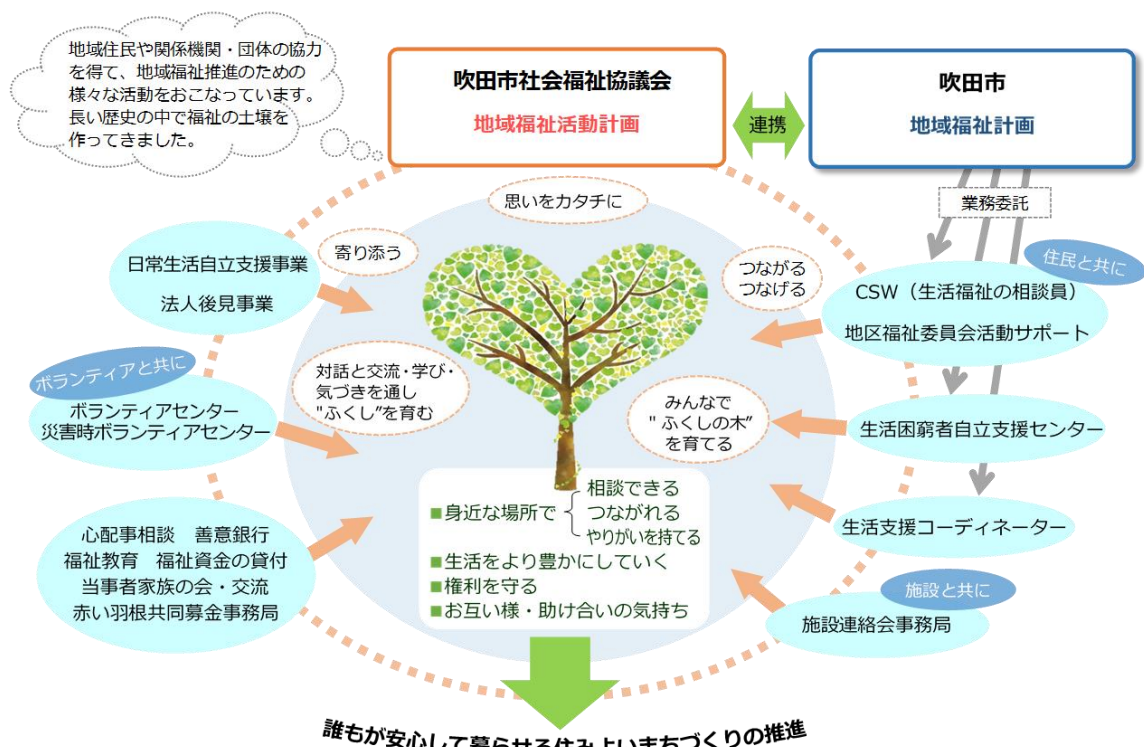 地域住民や関係機関・団体の協力
を得て、地域福祉推進のための
様々な活動をおこなっています。
長い歴史の中で福祉の土壌を
作ってきました。
吹田市社会福祉協議会
地域福祉活動計画
連携
吹田市
地域福祉計画
業務委託
思いをカタチに
寄り添う
つながる
つなげる
日常生活自立支援事業
法人後見事業
住民と共に
CSW（生活福祉の相談員）
地区福祉委員会活動サポート
ボランティアと共に
ボランティアセンター
災害時ボランティアセンター
対話と交流・学び・
気づきを通し
"ふくし"を育む
みんなで
"ふくしの木"
を育てる
生活困窮者自立支援センター
心配事相談　善意銀行
福祉教育　福祉資金の貸付
当事者家族の会・交流
赤い羽根共同募金事務局
■身近な場所で
相談できる
つながれる
やりがいを持てる
■生活をより豊かにしていく
■権利を守る
■お互い様・助け合いの気持ち
生活支援コーディネーター
施設と共に
施設連絡会事務局
誰もが安心して暮らせる住みよいまちづくりの推進